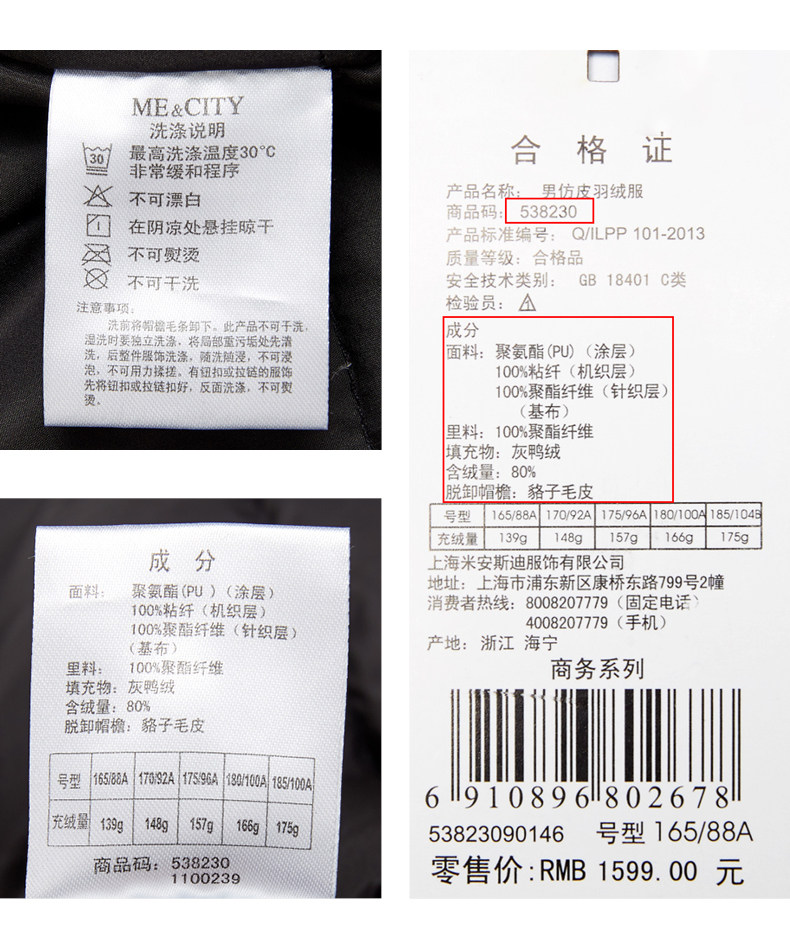 ME&CITY
洗涤说明
30
最高洗涤温度30°C
非常缓和程序
不可漂白
在阴凉处悬挂晾干
不可熨烫
不可干洗
注意事项:
洗前将帽檐毛条卸下。此产品不可干洗,
湿洗时要独立洗涤,将局部重污垢处先清
洗,后整件服饰洗涤,随洗随浸,不可浸
泡,不可用力揉搓。有钮扣或拉链的服饰
先将钮扣或拉链扣好,反面洗涤,不可熨
烫。
成 分
面料: 聚氨酯(PU )(涂层)
100%粘纤(机织层)
100%聚酯纤维(针织层)
(基布)
里料: 100%聚酯纤维
填充物: 灰鸭绒
含绒量: 80%
脱卸帽檐: 貉子毛皮
号型 165/88A 170/92A 175/96A 180/100A 185/100A
充绒量 139g 148g 157g 166g 175g
商品码: 538230
1100239
合格证
产品名称: 男仿皮羽绒服
商品码: 538230
产品标准编号: Q/ILPP 101-2013
质量等级: 合格品
安全技术类别: GB 18401 C类
检验员:
成分
面料: 聚氨酯(PU)(涂层)
100%粘纤(机织层)
100%聚酯纤维(针织层)
(基布)
里料: 100%聚酯纤维
填充物: 灰鸭绒
含绒量: 80%
脱卸帽檐: 貉子毛皮
号型 165/88A 170/92A 175/96A 180/100A 185/104B
充绒量 139g 148g 157g 166g 175g
上海米安斯迪服饰有限公司
地址: 上海市浦东新区康桥东路799号2幢
消费者热线: 8008207779(固定电话)
4008207779(手机)
产地: 浙江 海宁
商务系列
6 910896 802678
53823090146 号型 165/88A
零售价:RMB 1599.00 元